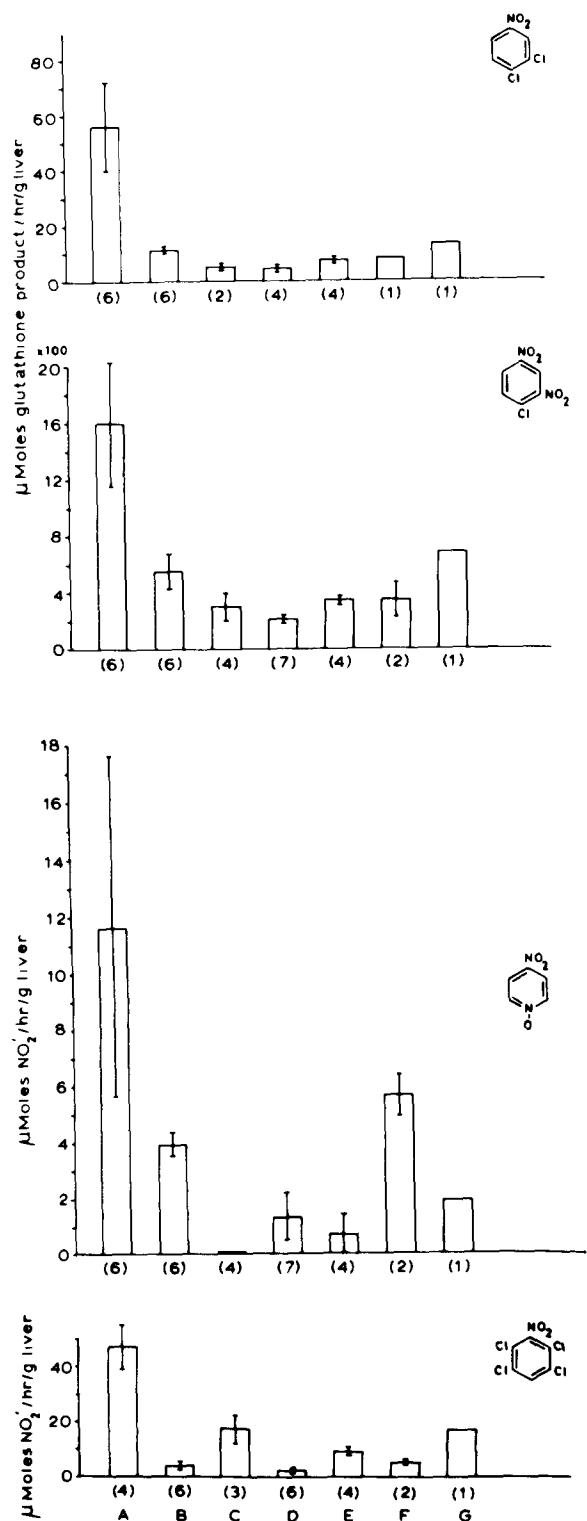 NO2
Cl
Cl
µMoles glutathione product/hr/g liver
80
60
40
20
0
(6) (6) (2) (4) (4) (1) (1)
x100
NO2
NO2
Cl
20
16
12
8
4
0
(6) (6) (4) (7) (4) (2) (1)
µMoles NO2'/hr/g liver
18
16
14
12
10
8
6
4
2
0
NO2
N
O
(6) (6) (4) (7) (4) (2) (1)
µMoles NO2'/hr/g liver
NO2
Cl Cl
Cl Cl
40
20
0
(4) (6) (3) (6) (4) (2) (1)
A B C D E F G